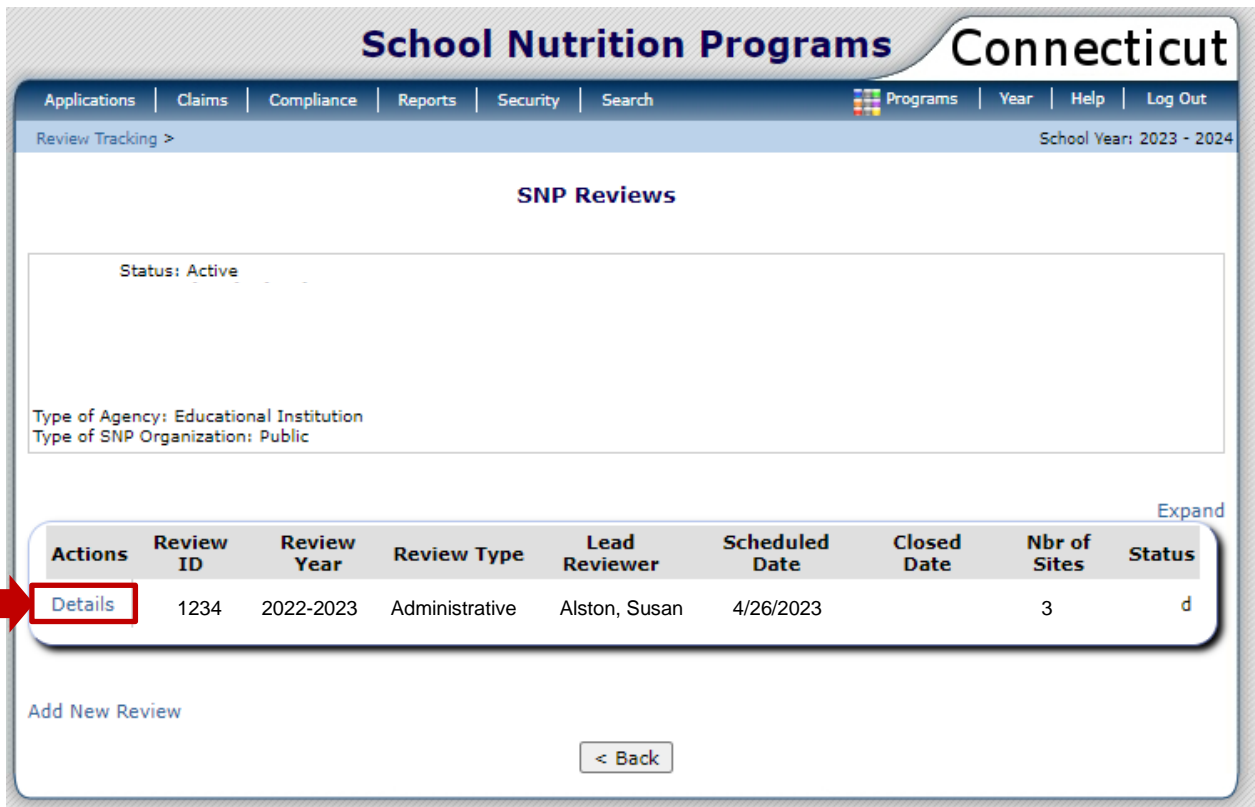 School Nutrition Programs Connecticut
Applications | Claims | Compliance | Reports | Security | Search Programs | Year | Help | Log Out
Review Tracking > School Year: 2023 - 2024
SNP Reviews
Status: Active
Type of Agency: Educational Institution
Type of SNP Organization: Public
Expand
Actions Review ID Review Year Review Type Lead Reviewer Scheduled Date Closed Date Nbr of Sites Status
Details 1234 2022-2023 Administrative Alston, Susan 4/26/2023 3 d
Add New Review
< Back